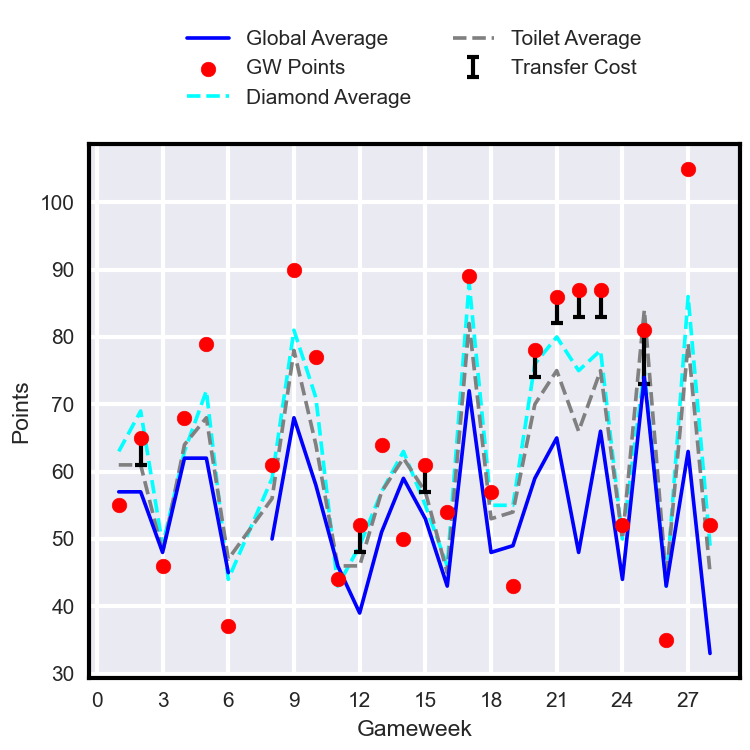 Global Average
GW Points
Diamond Average
Toilet Average
Transfer Cost
100
90
80
70
60
50
40
30
Points
0 3 6 9 12 15 18 21 24 27
Gameweek